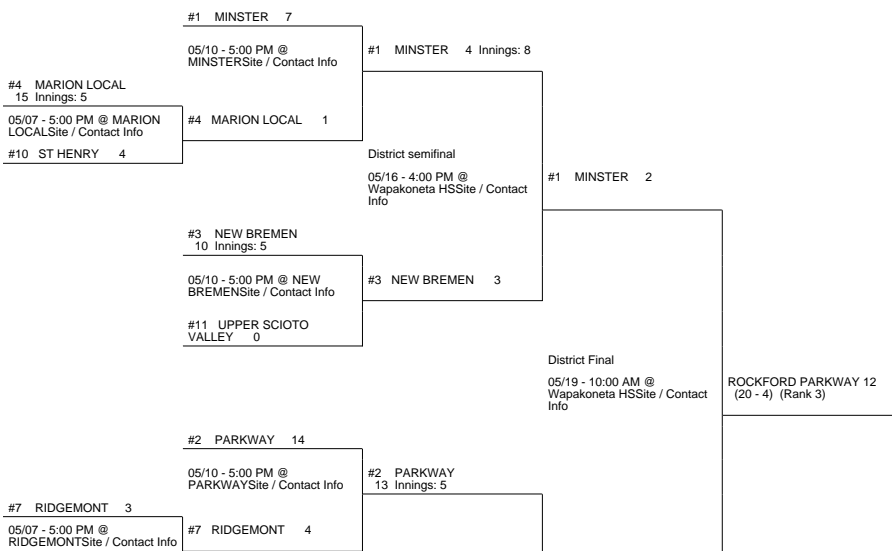 #1 MINSTER 7
05/10 - 5:00 PM @
MINSTERSite / Contact Info
#1 MINSTER 4 Innings: 8
#4 MARION LOCAL
15 Innings: 5
05/07 - 5:00 PM @ MARION
LOCALSite / Contact Info
#4 MARION LOCAL 1
#10 ST HENRY 4
District semifinal
05/16 - 4:00 PM @
Wapakoneta HSSite / Contact
Info
#1 MINSTER 2
#3 NEW BREMEN
10 Innings: 5
05/10 - 5:00 PM @ NEW
BREMENSite / Contact Info
#3 NEW BREMEN 3
#11 UPPER SCIOTO
VALLEY 0
District Final
05/19 - 10:00 AM @
Wapakoneta HSSite / Contact
Info
ROCKFORD PARKWAY 12
(20 - 4) (Rank 3)
#2 PARKWAY 14
05/10 - 5:00 PM @
PARKWAYSite / Contact Info
#2 PARKWAY
13 Innings: 5
#7 RIDGEMONT 3
05/07 - 5:00 PM @
RIDGEMONTSite / Contact Info
#7 RIDGEMONT 4